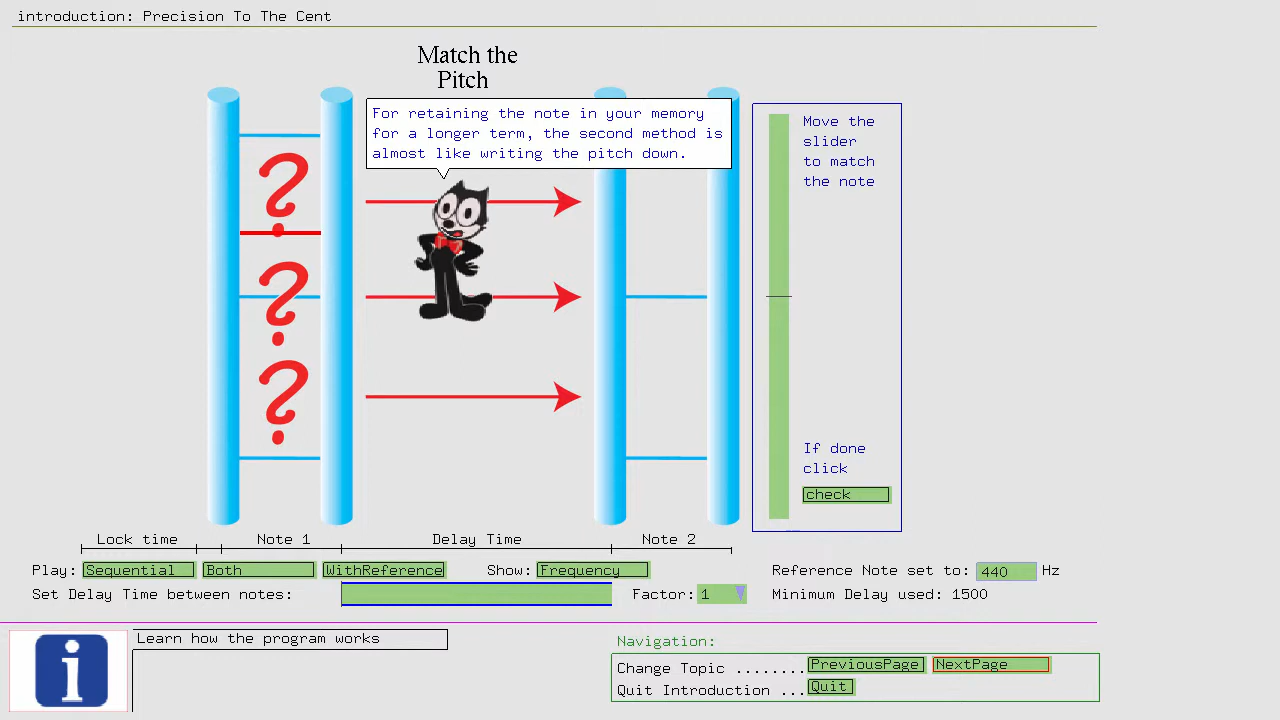 introduction: Precision To The Cent
Match the
Pitch
For retaining the note in your memory
for a longer term, the second method is
almost like writing the pitch down.
Move the
slider
to match
the note
If done
click
check
Lock time Note 1 Delay Time Note 2
Play: Sequential Both WithReference Show: Frequency Reference Note set to: 440 Hz
Set Delay Time between notes: Factor: 1 Minimum Delay used: 1500
Learn how the program works
Navigation:
Change Topic ........ PreviousPage NextPage
Quit Introduction ... Quit